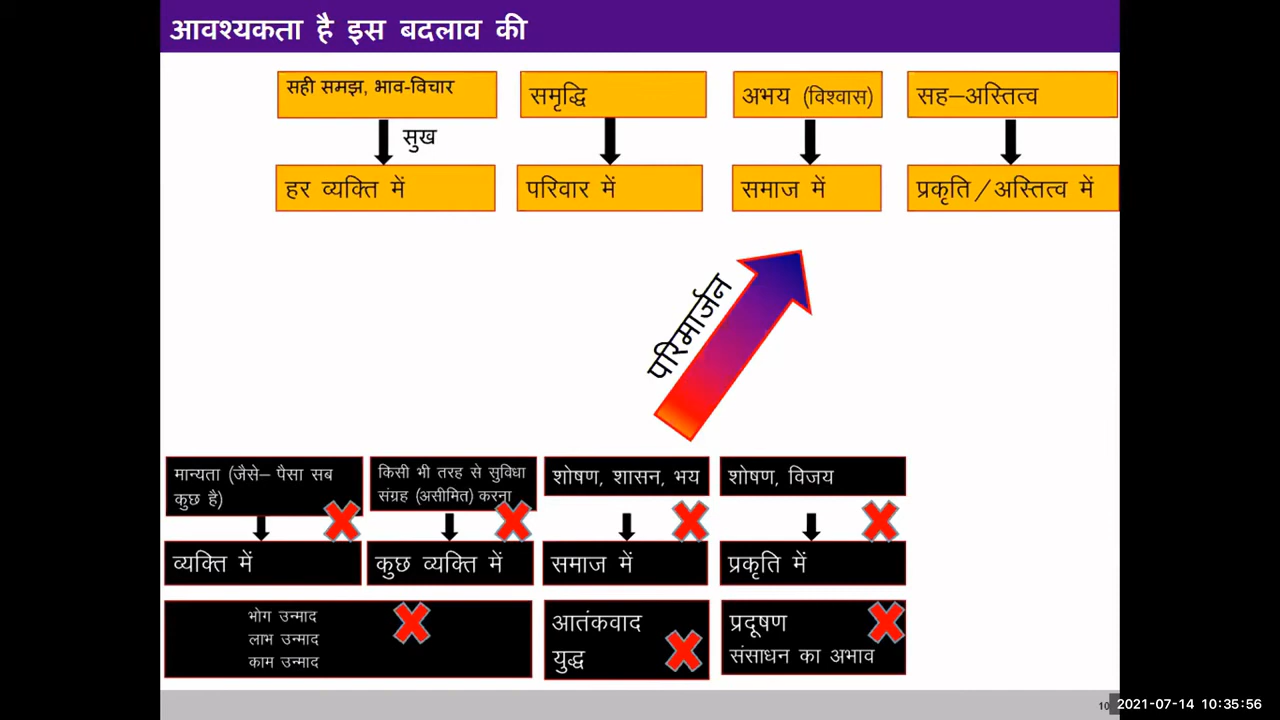 आवश्यकता है इस बदलाव की
सही समझ, भाव-विचार
समृद्धि
अभय (विश्वास)
सह–अस्तित्व
सुख
हर व्यक्ति में
परिवार में
समाज में
प्रकृति/अस्तित्व में
परिमार्जन
मान्यता (जैसे– पैसा सब
कुछ है)
किसी भी तरह से सुविधा
संग्रह (असीमित) करना
शोषण, शासन, भय
शोषण, विजय
व्यक्ति में
कुछ व्यक्ति में
समाज में
प्रकृति में
भोग उन्माद
लाभ उन्माद
काम उन्माद
आतंकवाद
युद्ध
प्रदूषण
संसाधन का अभाव
10
2021-07-14 10:35:56